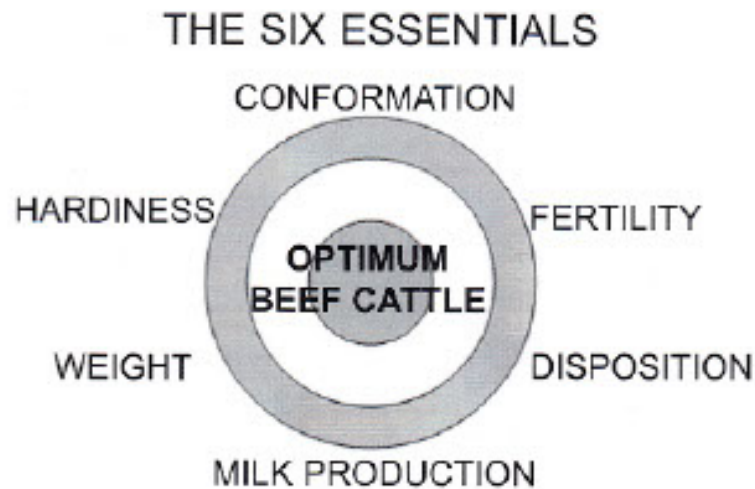 THE SIX ESSENTIALS
CONFORMATION
HARDINESS
FERTILITY
OPTIMUM
BEEF CATTLE
WEIGHT
DISPOSITION
MILK PRODUCTION